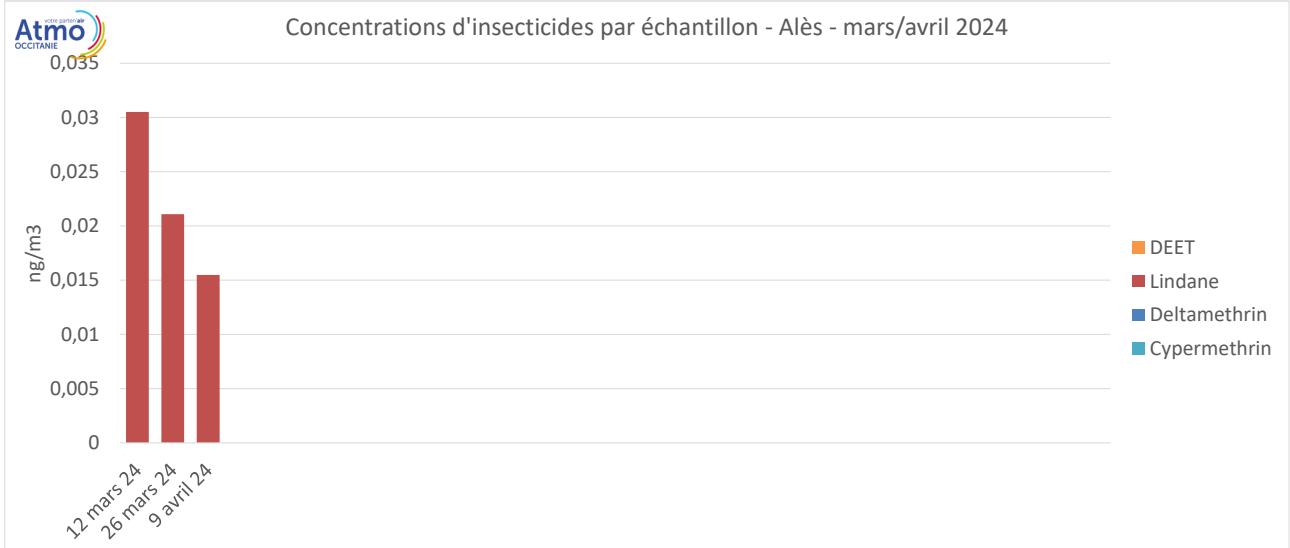 votre parten'air
Atmo
OCCITANIE
Concentrations d'insecticides par échantillon - Alès - mars/avril 2024
0,035
0,03
0,025
0,02
0,015
0,01
0,005
0
ng/m3
12 mars 24
26 mars 24
9 avril 24
DEET
Lindane
Deltamethrin
Cypermethrin